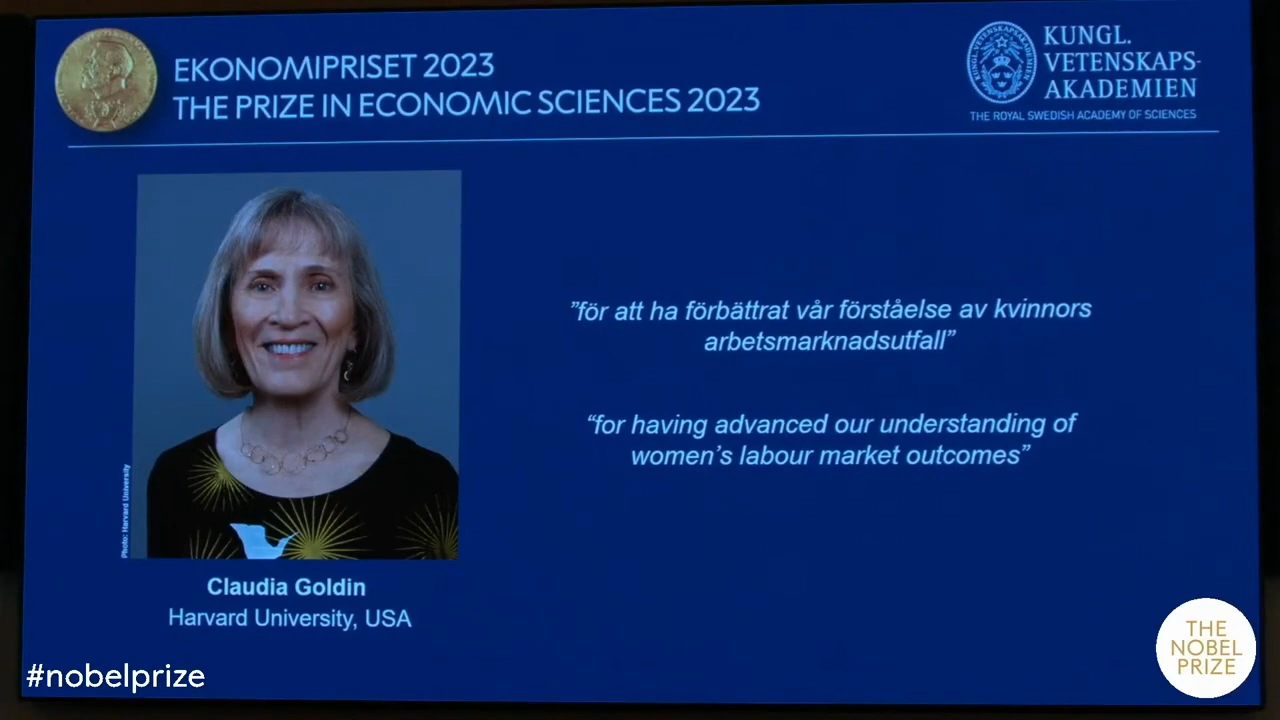 EKONOMIPRISET 2023
THE PRIZE IN ECONOMIC SCIENCES 2023
KUNGL.
VETENSKAPS-
AKADEMIEN
THE ROYAL SWEDISH ACADEMY OF SCIENCES
”för att ha förbättrat vår förståelse av kvinnors
arbetsmarknadsutfall”
“for having advanced our understanding of
women’s labour market outcomes”
Photo: Harvard University
Claudia Goldin
Harvard University, USA
#nobelprize
THE
NOBEL
PRIZE